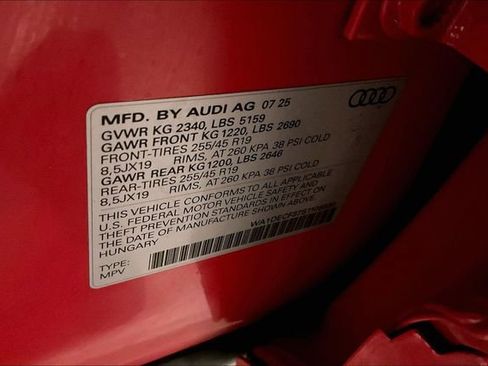 MFD. BY AUDI AG 07 25
GVWR KG 2340, LBS 5159
GAWR FRONT KG 1220, LBS 2690
FRONT-TIRES 255/45 R19
8,5JX19 RIMS, AT 260 KPA 38 PSI COLD
GAWR REAR KG1200, LBS 2646
REAR-TIRES 255/45 R19
8,5JX19 RIMS, AT 260 KPA 38 PSI COLD
THIS VEHICLE CONFORMS TO ALL APPLICABLE
U.S. FEDERAL MOTOR VEHICLE SAFETY AND
THEFT PREVENTION STANDARDS IN EFFECT ON
THE DATE OF MANUFACTURE SHOWN ABOVE.
HUNGARY
TYPE:
MPV